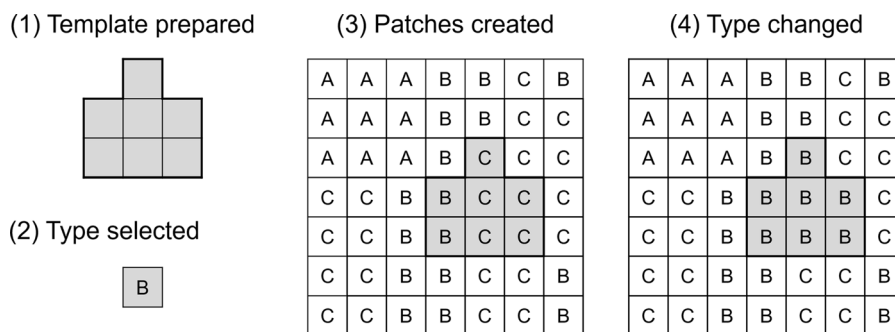 (1) Template prepared
(2) Type selected
B
(3) Patches created
A A A B B C B
A A A B B C C
A A A B C C C
C C B B C C C
C C B B C C C
C C B B C C B
C C B B C C B
(4) Type changed
A A A B B C B
A A A B B C C
A A A B B C C
C C B B B B C
C C B B B B C
C C B B C C B
C C B B C C B